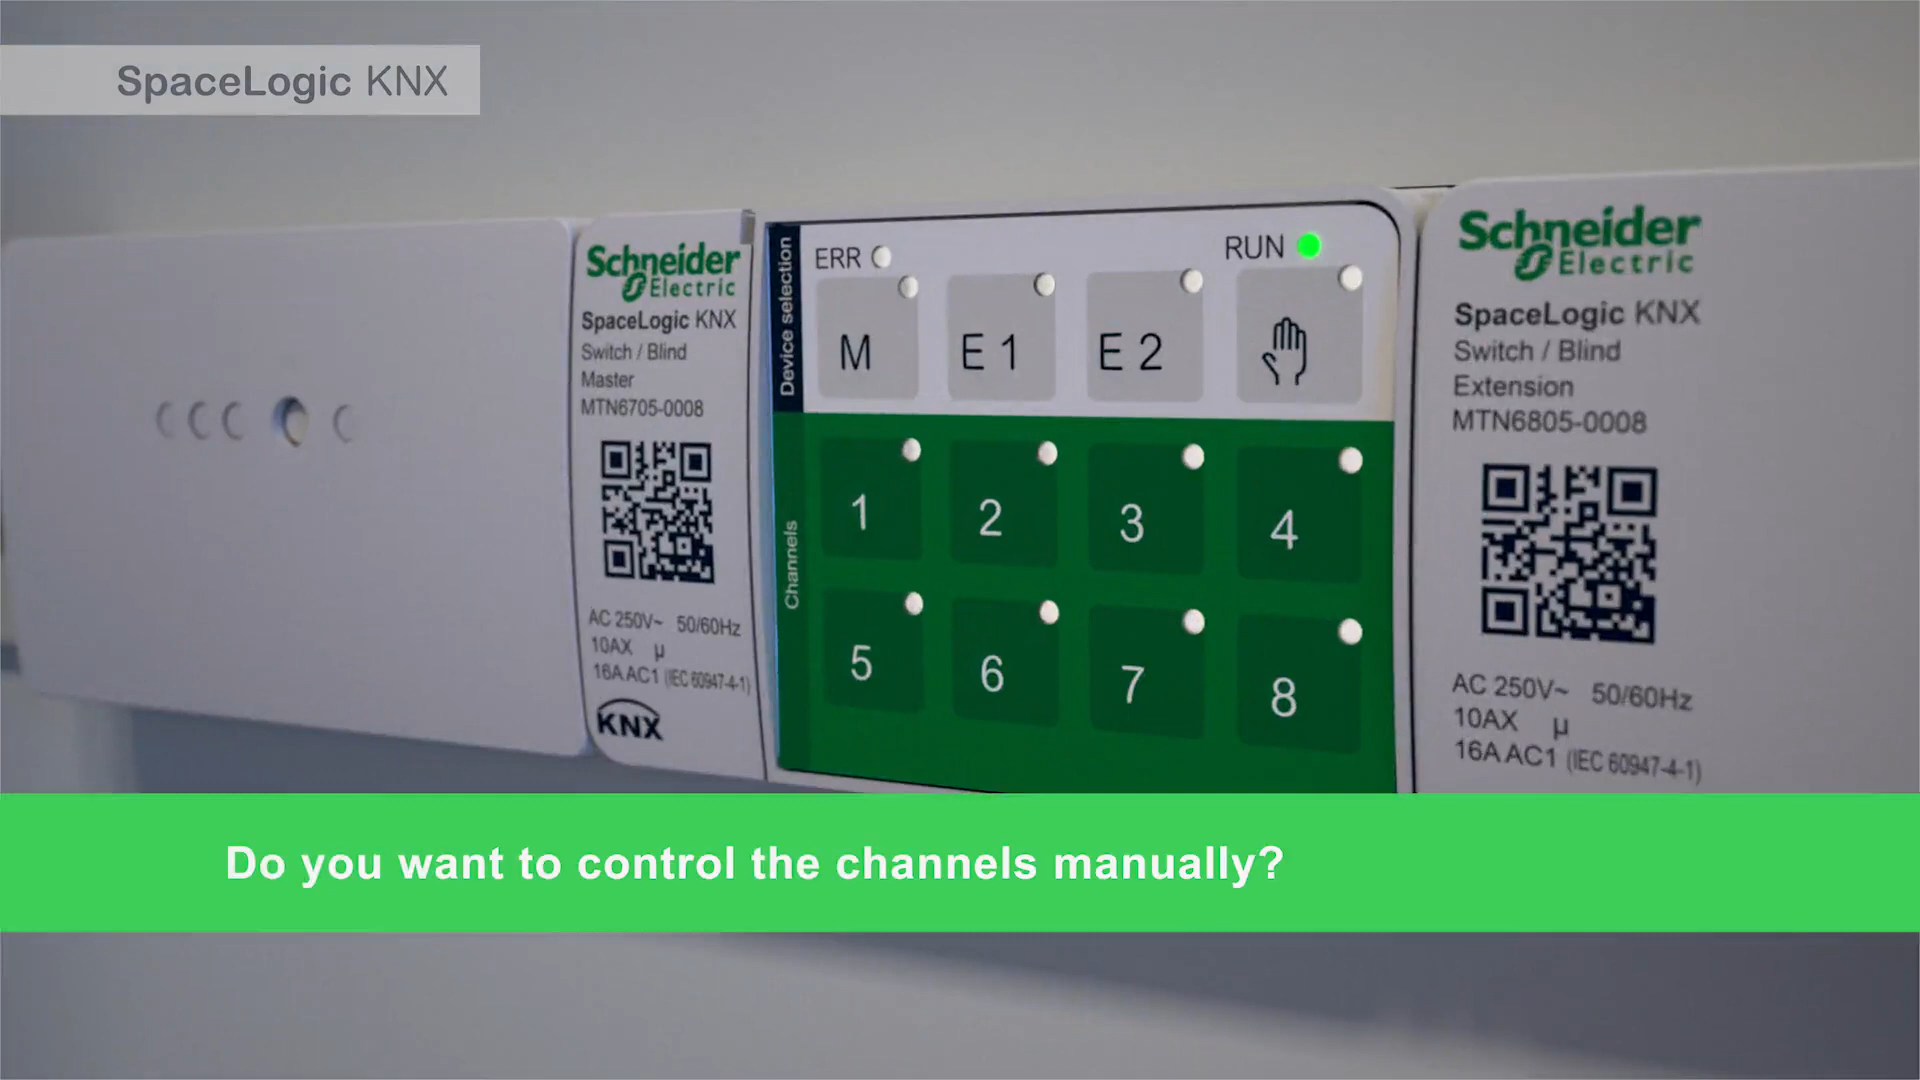 SpaceLogic KNX
Schneider
Electric
SpaceLogic KNX
Switch / Blind
Master
MTN6705-0008
AC 250V~ 50/60Hz
10AX µ
16A AC1 (IEC 60947-4-1)
KNX
Device selection
ERR
RUN
M
E 1
E 2
Channels
1
2
3
4
5
6
7
8
Schneider
Electric
SpaceLogic KNX
Switch / Blind
Extension
MTN6805-0008
AC 250V~ 50/60Hz
10AX µ
16A AC1 (IEC 60947-4-1)
Do you want to control the channels manually?